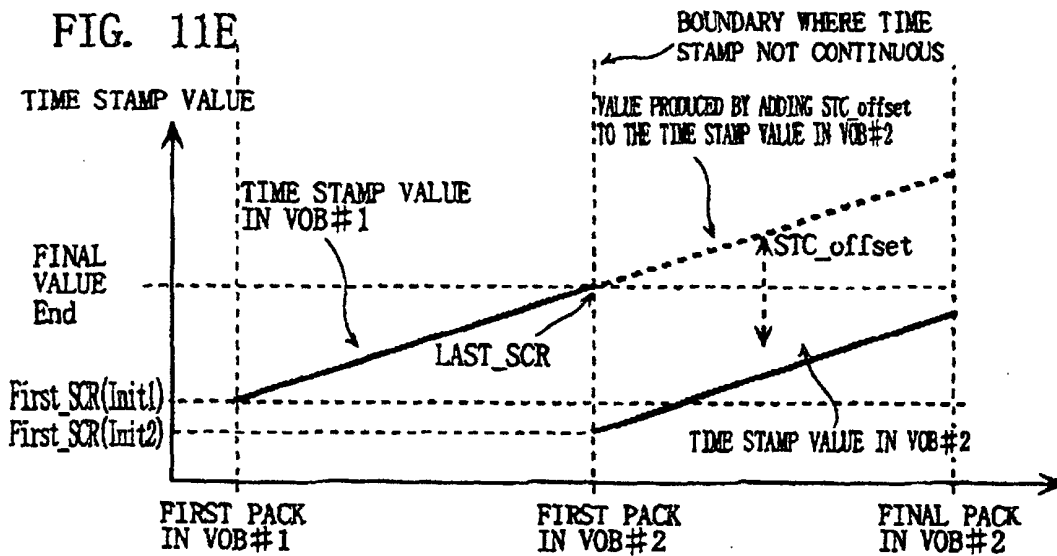 FIG. 11E
BOUNDARY WHERE TIME
STAMP NOT CONTINUOUS
TIME STAMP VALUE
VALUE PRODUCED BY ADDING STC_offset
TO THE TIME STAMP VALUE IN VOB#2
TIME STAMP VALUE
IN VOB#1
STC_offset
FINAL
VALUE
End
LAST_SCR
First_SCR(Init1)
First_SCR(Init2)
TIME STAMP VALUE IN VOB#2
FIRST PACK
IN VOB#1
FIRST PACK
IN VOB#2
FINAL PACK
IN VOB#2